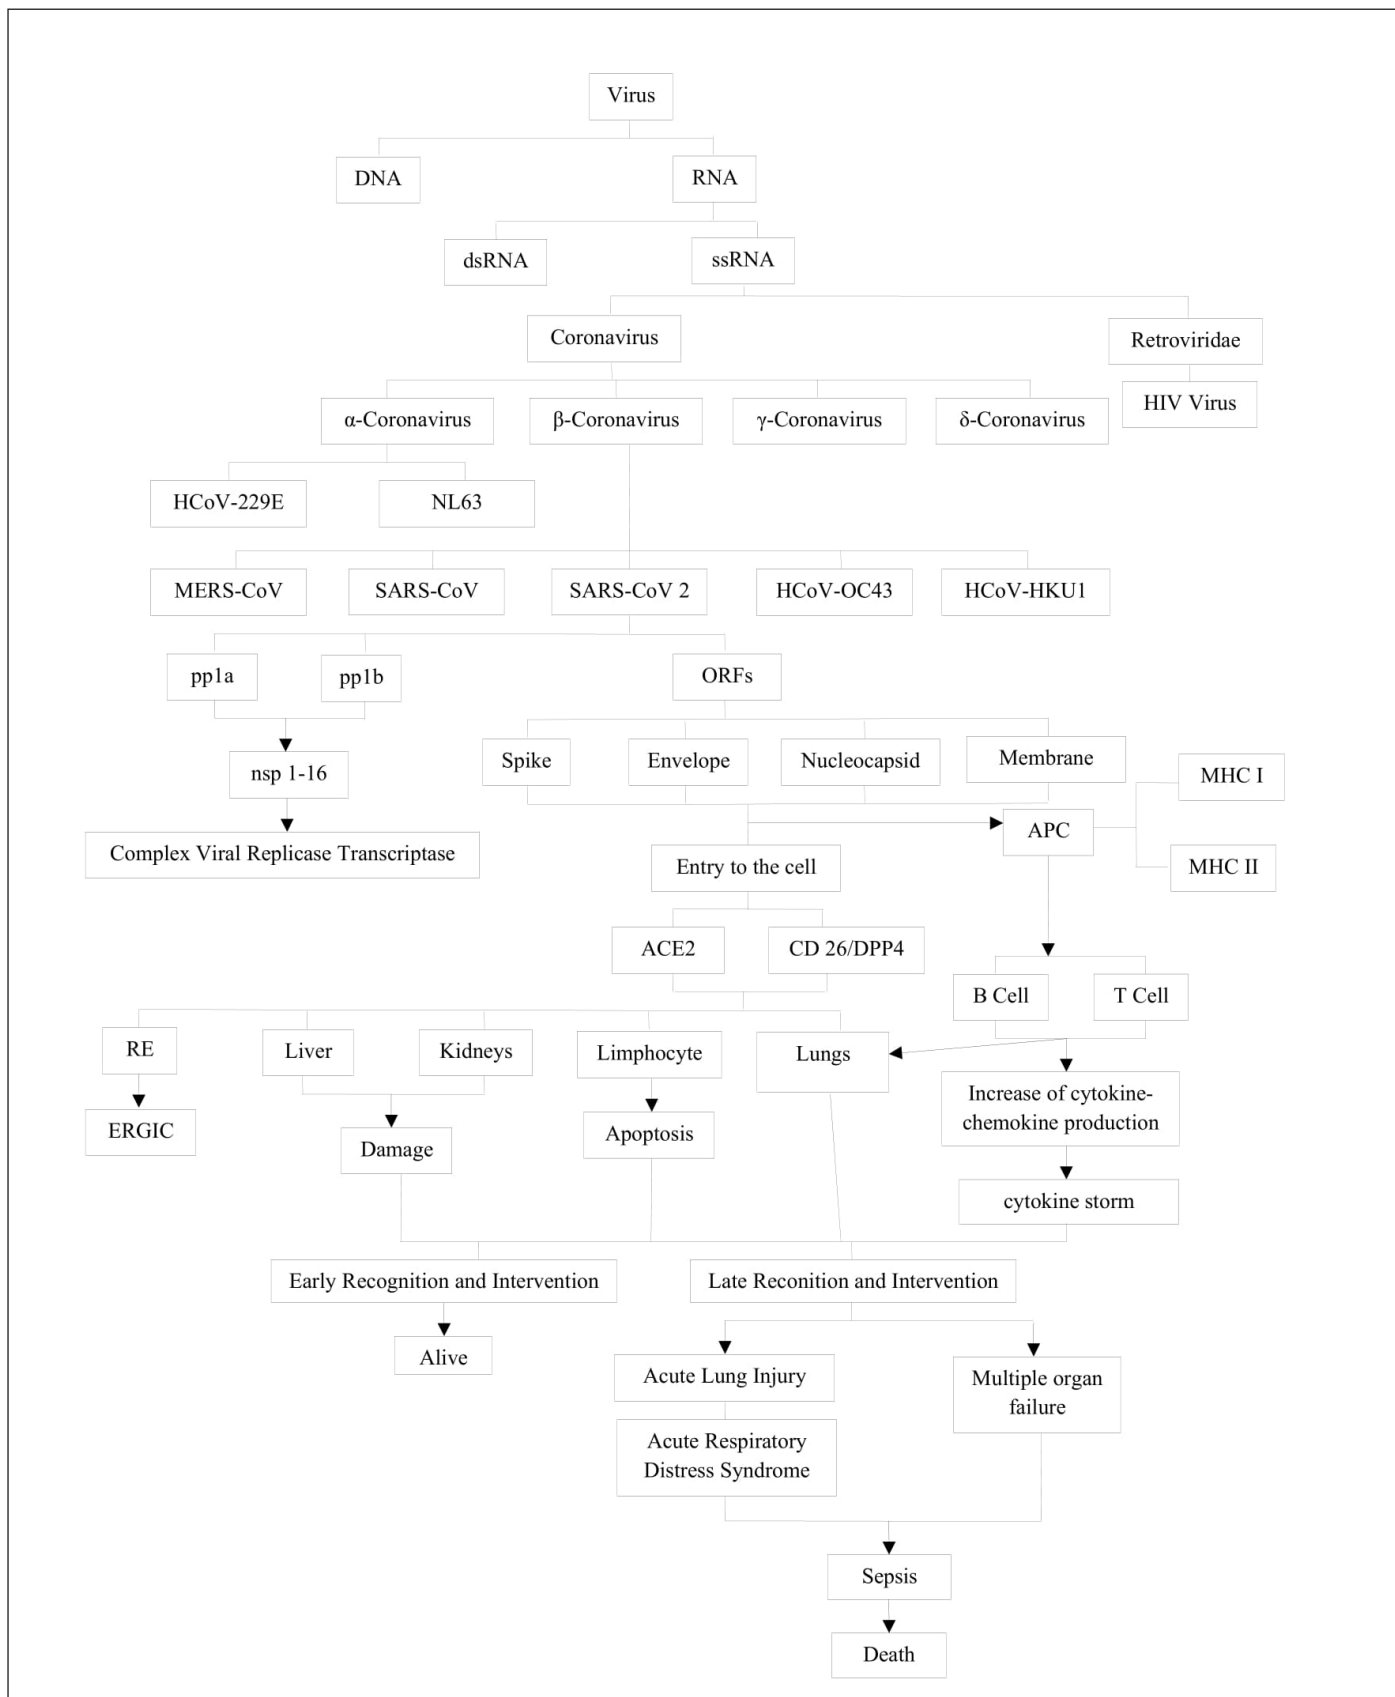 Virus
DNA
RNA
dsRNA
ssRNA
Coronavirus
Retroviridae
HIV Virus
α-Coronavirus
β-Coronavirus
γ-Coronavirus
δ-Coronavirus
HCoV-229E
NL63
MERS-CoV
SARS-CoV
SARS-CoV 2
HCoV-OC43
HCoV-HKU1
pp1a
pp1b
ORFs
Spike
Envelope
Nucleocapsid
Membrane
MHC I
nsp 1-16
APC
Complex Viral Replicase Transcriptase
Entry to the cell
MHC II
ACE2
CD 26/DPP4
B Cell
T Cell
RE
Liver
Kidneys
Limphocyte
Lungs
Increase of cytokine-
chemokine production
ERGIC
Damage
Apoptosis
cytokine storm
Early Recognition and Intervention
Late Reconition and Intervention
Alive
Acute Lung Injury
Multiple organ
failure
Acute Respiratory
Distress Syndrome
Sepsis
Death